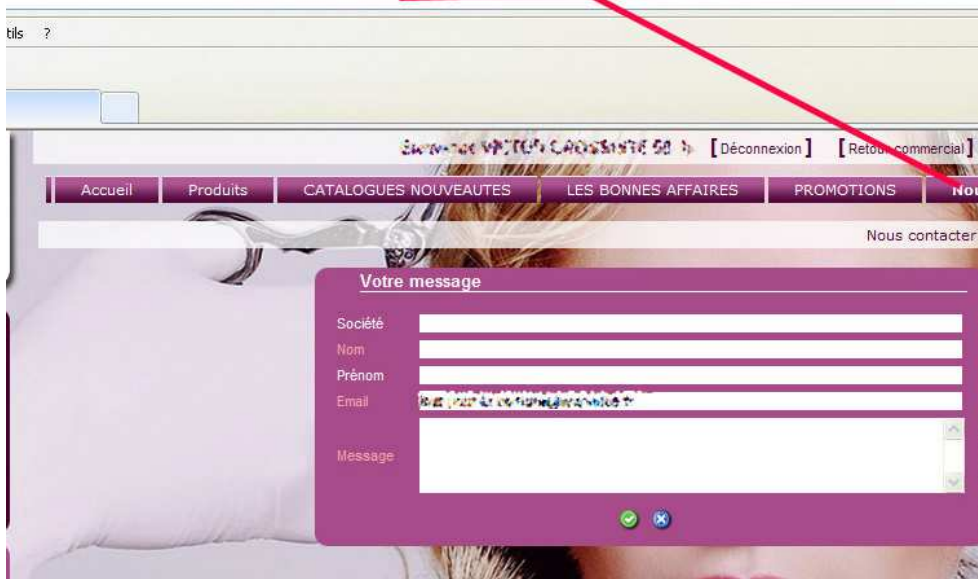 tils ?
[Déconnexion] [Retour commercial]
Accueil Produits CATALOGUES NOUVEAUTES LES BONNES AFFAIRES PROMOTIONS Nou
Nous contacter
Votre message
Société
Nom
Prénom
Email
Message